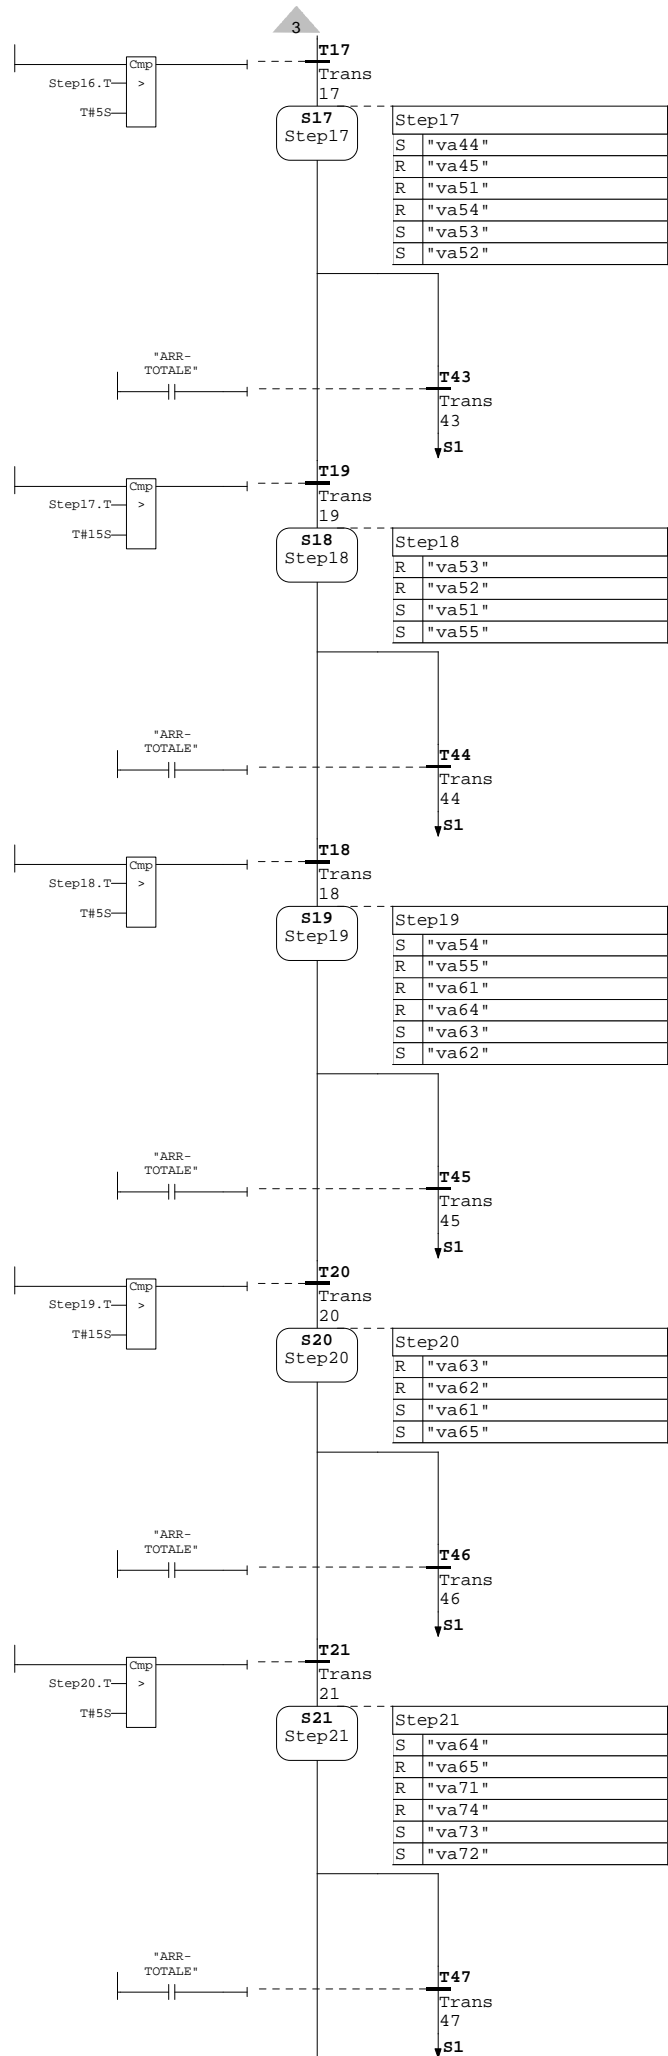 3
T17
Trans
17
Cmp
Step16.T
>
T#5S
S17
Step17
Step17
S "va44"
R "va45"
R "va51"
R "va54"
S "va53"
S "va52"
"ARR-
TOTALE"
T43
Trans
43
S1
T19
Trans
19
Cmp
Step17.T
>
T#15S
S18
Step18
Step18
R "va53"
R "va52"
S "va51"
S "va55"
"ARR-
TOTALE"
T44
Trans
44
S1
T18
Trans
18
Cmp
Step18.T
>
T#5S
S19
Step19
Step19
S "va54"
R "va55"
R "va61"
R "va64"
S "va63"
S "va62"
"ARR-
TOTALE"
T45
Trans
45
S1
T20
Trans
20
Cmp
Step19.T
>
T#15S
S20
Step20
Step20
R "va63"
R "va62"
S "va61"
S "va65"
"ARR-
TOTALE"
T46
Trans
46
S1
T21
Trans
21
Cmp
Step20.T
>
T#5S
S21
Step21
Step21
S "va64"
R "va65"
R "va71"
R "va74"
S "va73"
S "va72"
"ARR-
TOTALE"
T47
Trans
47
S1